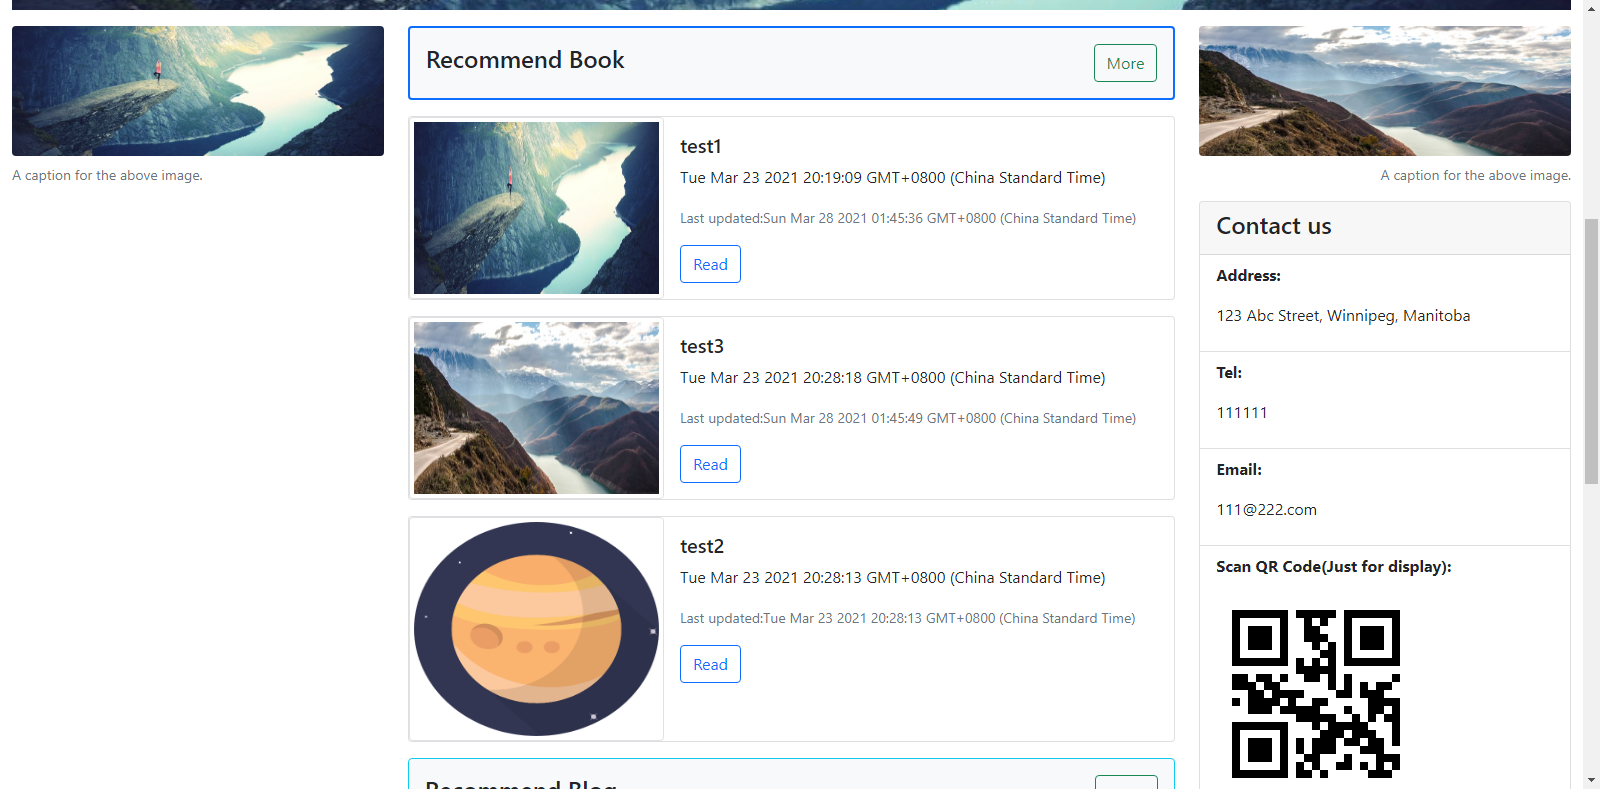 A caption for the above image.
Recommend Book
More
test1
Tue Mar 23 2021 20:19:09 GMT+0800 (China Standard Time)
Last updated:Sun Mar 28 2021 01:45:36 GMT+0800 (China Standard Time)
Read
test3
Tue Mar 23 2021 20:28:18 GMT+0800 (China Standard Time)
Last updated:Sun Mar 28 2021 01:45:49 GMT+0800 (China Standard Time)
Read
test2
Tue Mar 23 2021 20:28:13 GMT+0800 (China Standard Time)
Last updated:Tue Mar 23 2021 20:28:13 GMT+0800 (China Standard Time)
Read
Recommend Blog
A caption for the above image.
Contact us
Address:
123 Abc Street, Winnipeg, Manitoba
Tel:
111111
Email:
111@222.com
Scan QR Code(Just for display):